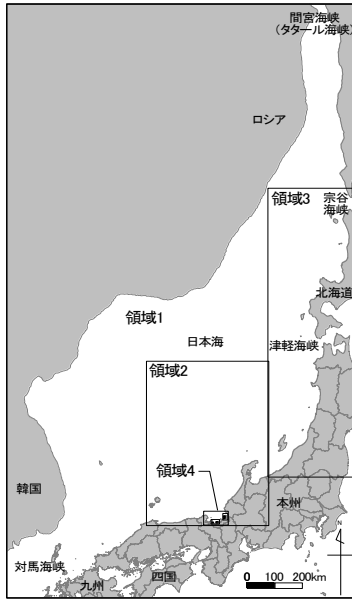 間宮海峡
(タタール海峡)
ロシア
領域3
宗谷
海峡
北海道
領域1
日本海
津軽海峡
領域2
領域4
韓国
本州
対馬海峡
四国
九州
N
0 100 200km